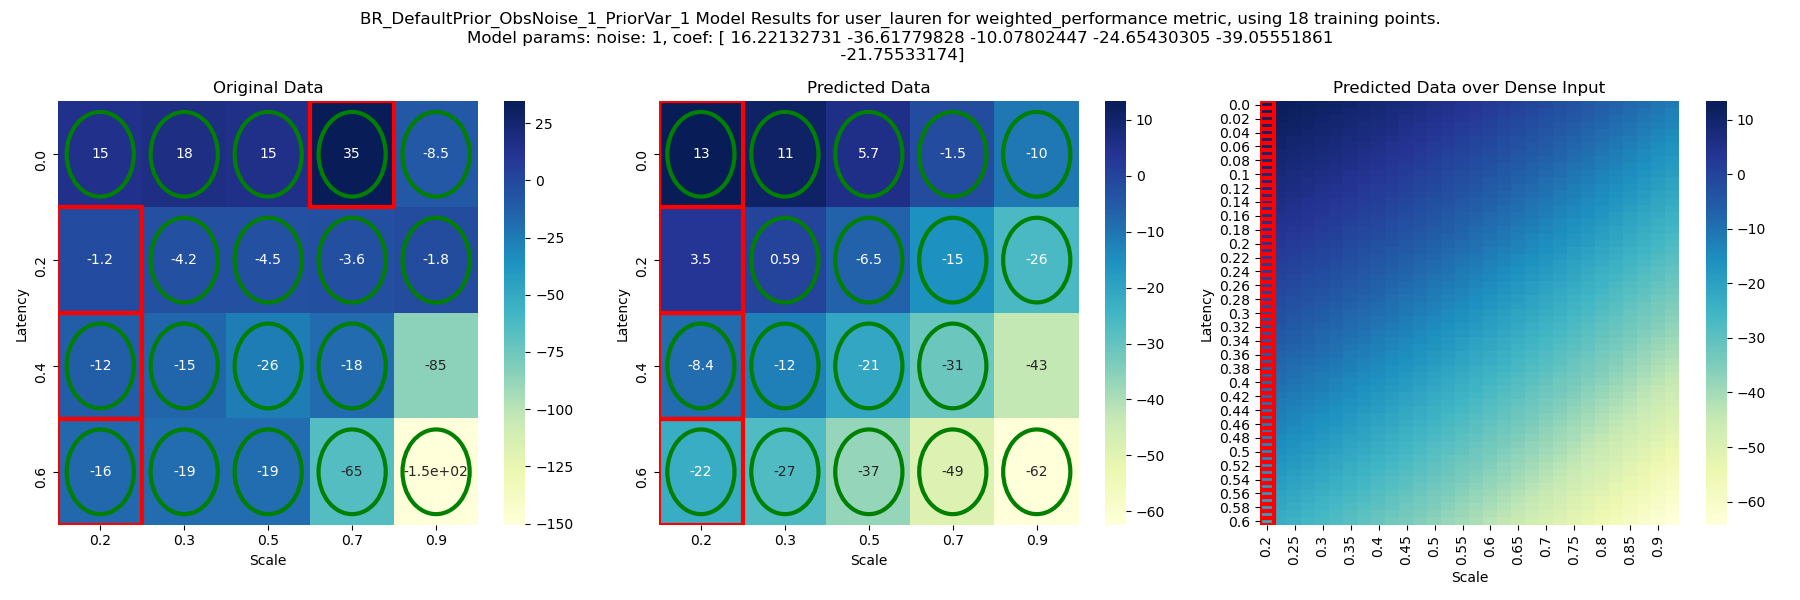 BR_DefaultPrior_ObsNoise_1_PriorVar_1 Model Results for user_lauren for weighted_performance metric, using 18 training points.
Model params: noise: 1, coef: [ 16.22132731 -36.61779828 -10.07802447 -24.65430305 -39.05551861
-21.75533174]
Original Data
15 18 15 35 -8.5
-1.2 -4.2 -4.5 -3.6 -1.8
-12 -15 -26 -18 -85
-16 -19 -19 -65 -1.5e+02
0.0
0.2
0.4
0.6
Latency
0.2 0.3 0.5 0.7 0.9
Scale
25
0
−25
−50
−75
−100
−125
−150
Predicted Data
13 11 5.7 -1.5 -10
3.5 0.59 -6.5 -15 -26
-8.4 -12 -21 -31 -43
-22 -27 -37 -49 -62
0.0
0.2
0.4
0.6
Latency
0.2 0.3 0.5 0.7 0.9
Scale
10
0
−10
−20
−30
−40
−50
−60
Predicted Data over Dense Input
0.0
0.02
0.04
0.06
0.08
0.1
0.12
0.14
0.16
0.18
0.2
0.22
0.24
0.26
0.28
0.3
0.32
0.34
0.36
0.38
0.4
0.42
0.44
0.46
0.48
0.5
0.52
0.54
0.56
0.58
0.6
Latency
0.2 0.25 0.3 0.35 0.4 0.45 0.5 0.55 0.6 0.65 0.7 0.75 0.8 0.85 0.9
Scale
10
0
−10
−20
−30
−40
−50
−60